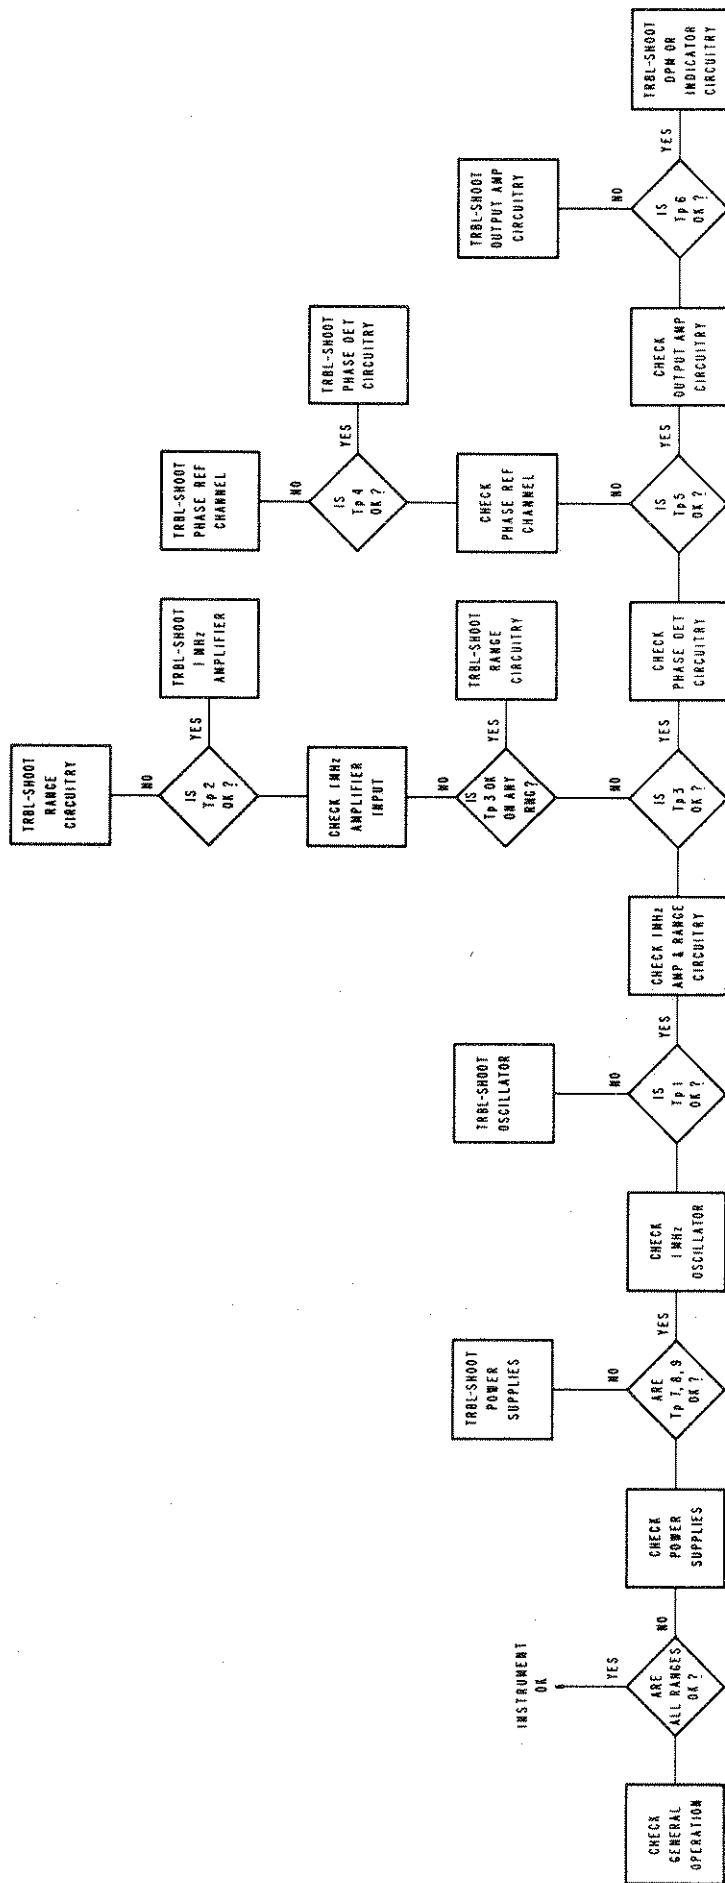 CHECK
GENERAL
OPERATION
ARE
ALL RANGES
OK?
YES
INSTRUMENT
OK
NO
CHECK
POWER
SUPPLIES
ARE
Tp 7, 8, 9
OK?
NO
TRBL-SHOOT
POWER
SUPPLIES
YES
CHECK
1 MHz
OSCILLATOR
IS
Tp 1
OK?
NO
TRBL-SHOOT
OSCILLATOR
YES
CHECK 1MHz
AMP & RANGE
CIRCUITRY
IS
Tp 3
OK?
NO
IS
Tp 3 OK
ON ANY
RNG?
YES
TRBL-SHOOT
RANGE
CIRCUITRY
NO
CHECK 1MHz
AMPLIFIER
INPUT
IS
Tp 2
OK?
YES
TRBL-SHOOT
1 MHz
AMPLIFIER
NO
TRBL-SHOOT
RANGE
CIRCUITRY
YES
CHECK
PHASE DET
CIRCUITRY
IS
Tp 5
OK?
NO
CHECK
PHASE REF
CHANNEL
IS
Tp 4
OK?
YES
TRBL-SHOOT
PHASE DET
CIRCUITRY
NO
TRBL-SHOOT
PHASE REF
CHANNEL
YES
CHECK
OUTPUT AMP
CIRCUITRY
IS
Tp 6
OK?
NO
TRBL-SHOOT
OUTPUT AMP
CIRCUITRY
YES
TRBL-SHOOT
DPM OR
INDICATOR
CIRCUITRY